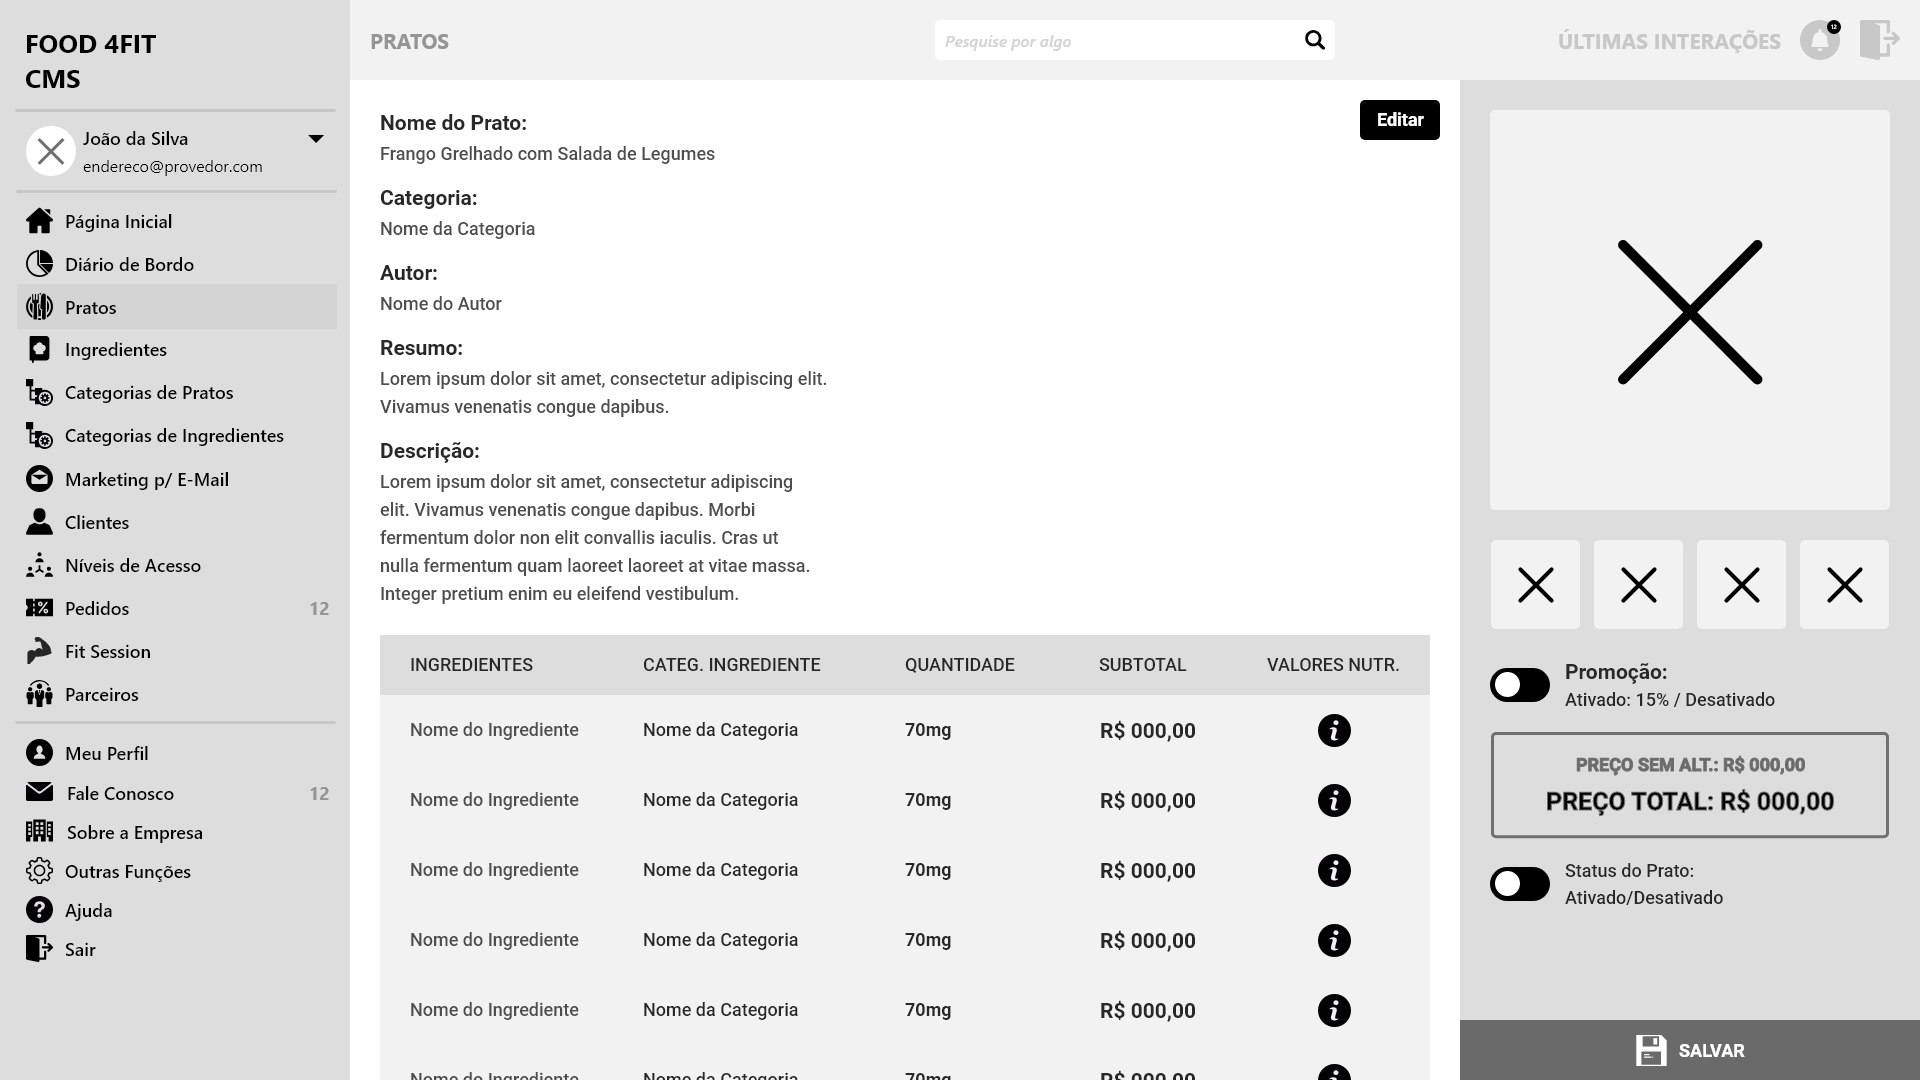 FOOD 4FIT
CMS
João da Silva
endereco@provedor.com
Página Inicial
Diário de Bordo
Pratos
Ingredientes
Categorias de Pratos
Categorias de Ingredientes
Marketing p/ E-Mail
Clientes
Níveis de Acesso
Pedidos 12
Fit Session
Parceiros
Meu Perfil
Fale Conosco 12
Sobre a Empresa
Outras Funções
Ajuda
Sair
PRATOS
Pesquise por algo
ÚLTIMAS INTERAÇÕES
12
Editar
Nome do Prato:
Frango Grelhado com Salada de Legumes
Categoria:
Nome da Categoria
Autor:
Nome do Autor
Resumo:
Lorem ipsum dolor sit amet, consectetur adipiscing elit.
Vivamus venenatis congue dapibus.
Descrição:
Lorem ipsum dolor sit amet, consectetur adipiscing
elit. Vivamus venenatis congue dapibus. Morbi
fermentum dolor non elit convallis iaculis. Cras ut
nulla fermentum quam laoreet laoreet at vitae massa.
Integer pretium enim eu eleifend vestibulum.
INGREDIENTES CATEG. INGREDIENTE QUANTIDADE SUBTOTAL VALORES NUTR.
Nome do Ingrediente Nome da Categoria 70mg R$ 000,00
Nome do Ingrediente Nome da Categoria 70mg R$ 000,00
Nome do Ingrediente Nome da Categoria 70mg R$ 000,00
Nome do Ingrediente Nome da Categoria 70mg R$ 000,00
Nome do Ingrediente Nome da Categoria 70mg R$ 000,00
Nome do Ingrediente Nome da Categoria 70mg R$ 000,00
Promoção:
Ativado: 15% / Desativado
PREÇO SEM ALT.: R$ 000,00
PREÇO TOTAL: R$ 000,00
Status do Prato:
Ativado/Desativado
SALVAR